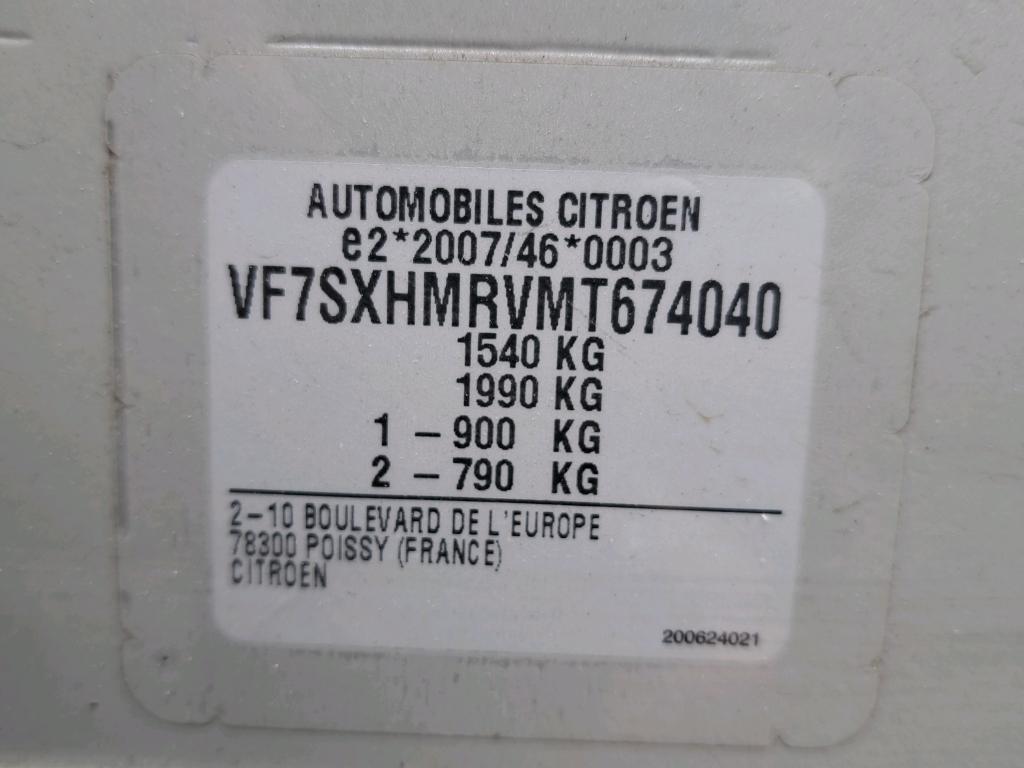 AUTOMOBILES CITROEN
e2*2007/46*0003
VF7SXHMRVMT674040
1540 KG
1990 KG
1 - 900 KG
2 - 790 KG
2-10 BOULEVARD DE L'EUROPE
78300 POISSY (FRANCE)
CITROEN
200624021